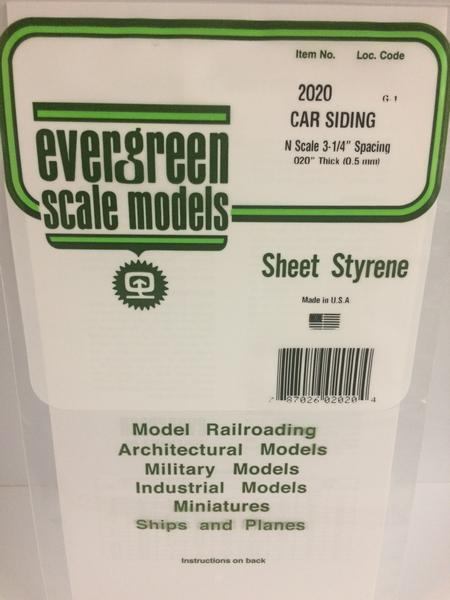 Item No. Loc. Code
2020 G-1
CAR SIDING
N Scale 3-1/4" Spacing
.020" Thick (0.5 mm)
evergreen
scale models
Sheet Styrene
Made in U.S.A
7 87026 02020 4
Model Railroading
Architectural Models
Military Models
Industrial Models
Miniatures
Ships and Planes
Instructions on back